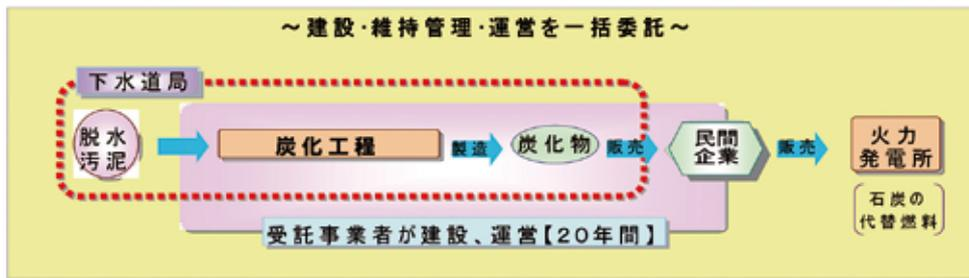 ～建設・維持管理・運営を一括委託～
下水道局
脱水
汚泥
炭化工程
製造
炭化物
販売
民間
企業
販売
火力
発電所
石炭の
代替燃料
受託事業者が建設、運営【20年間】